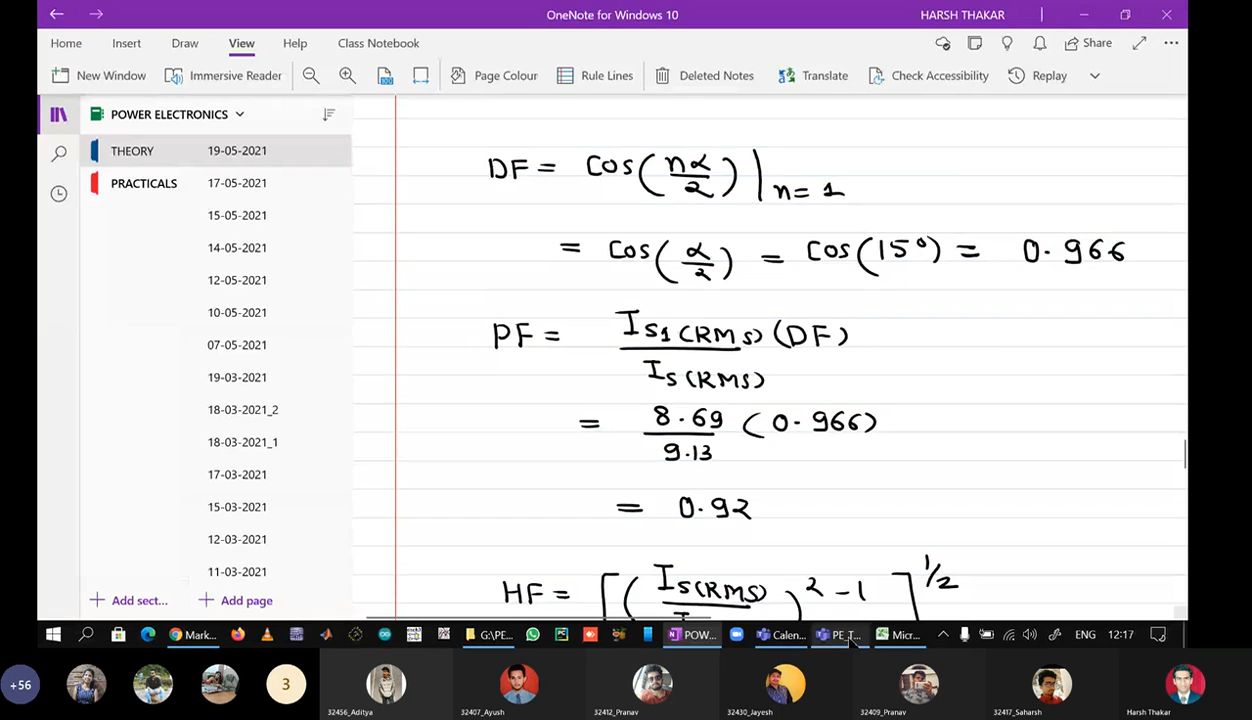 OneNote for Windows 10
HARSH THAKAR
Home Insert Draw View Help Class Notebook
Share
New Window Immersive Reader Page Colour Rule Lines Deleted Notes Translate Check Accessibility Replay
POWER ELECTRONICS
THEORY
PRACTICALS
19-05-2021
17-05-2021
15-05-2021
14-05-2021
12-05-2021
10-05-2021
07-05-2021
19-03-2021
18-03-2021_2
18-03-2021_1
17-03-2021
15-03-2021
12-03-2021
11-03-2021
+ Add sect...
+ Add page
DF = cos(nα/2)|n=1
= cos(α/2) = cos(15°) = 0.966
PF = Is1(RMS)(DF)
Is(RMS)
= 8.69 (0.966)
9.13
= 0.92
HF = [(Is(RMS) )2 -1 ]1/2
Mark... G:\PE... POW... Calen... PE_T... Micr... ENG 12:17
+56
3
32456_Aditya
32407_Ayush
32412_Pranav
32430_Jayesh
32409_Pranav
32417_Saharsh
Harsh Thakar